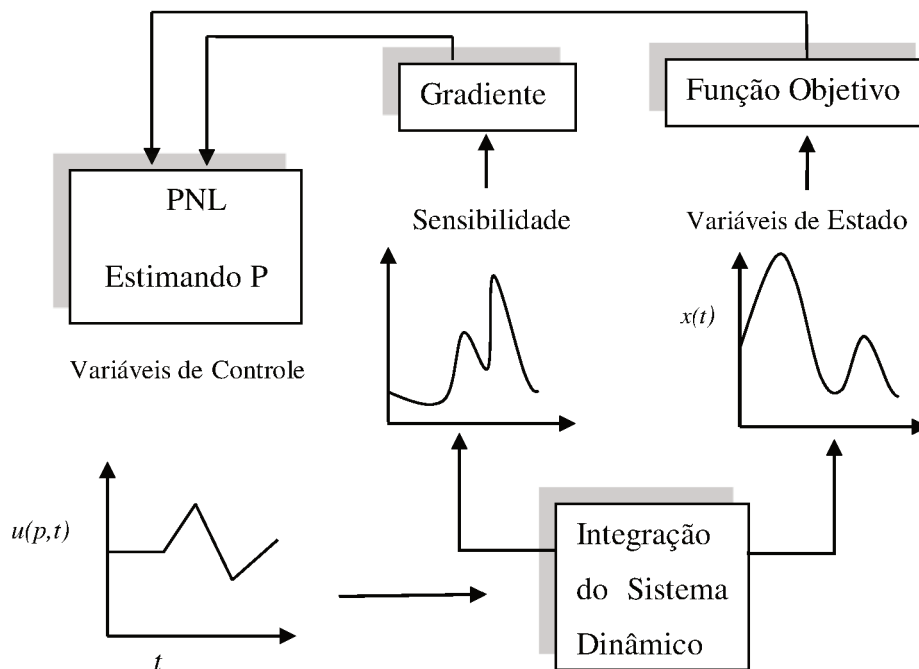 Gradiente
Função Objetivo
PNL
Estimando P
Sensibilidade
Variáveis de Estado
x(t)
Variáveis de Controle
u(p,t)
t
Integração
do Sistema
Dinâmico